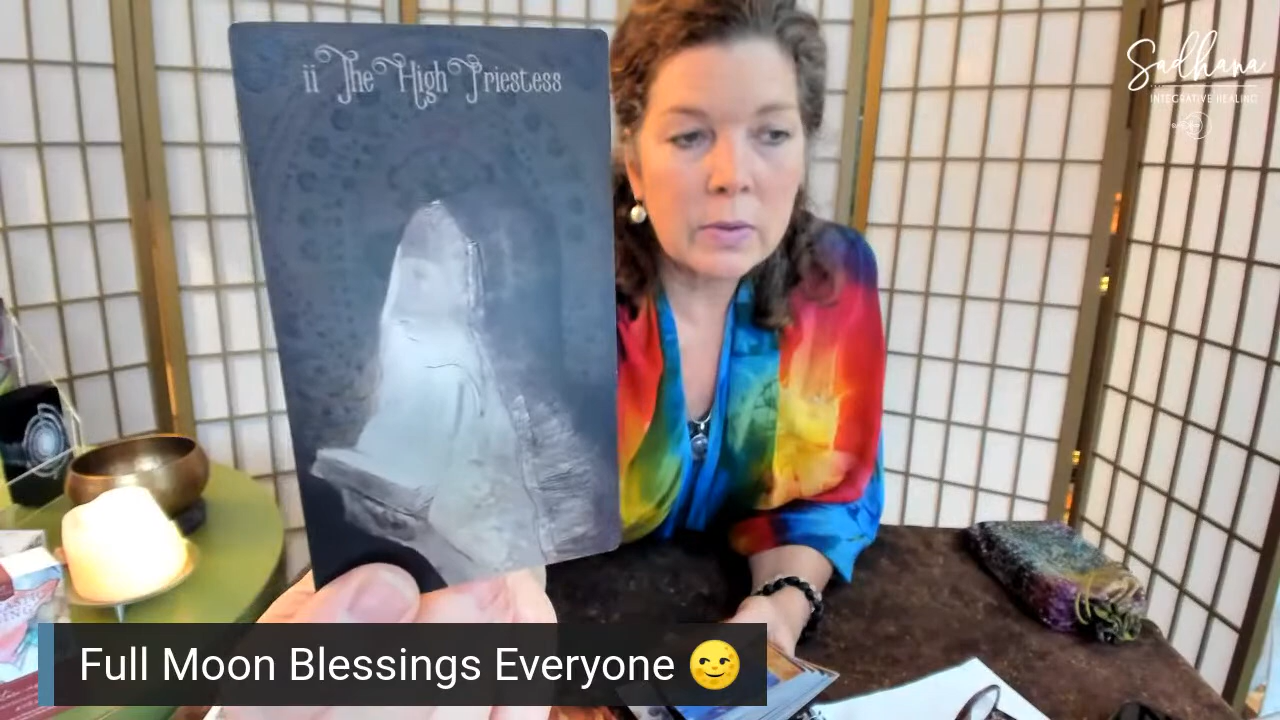 ii The High Priestess
Sadhana
INTEGRATIVE HEALING
Full Moon Blessings Everyone 🌝